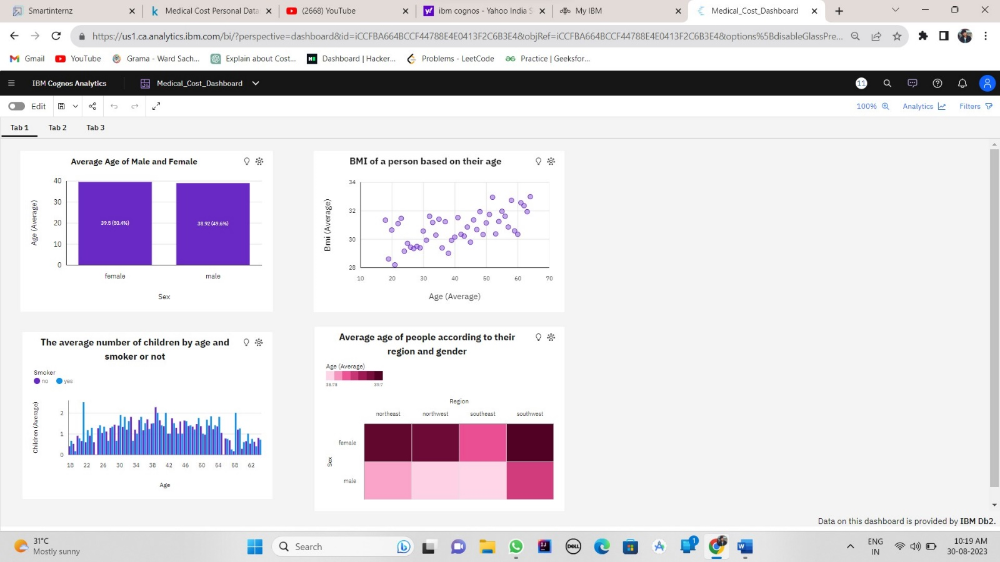 Smartinternz
Medical Cost Personal Data
(2668) YouTube
ibm cognos - Yahoo India S
My IBM
Medical_Cost_Dashboard
https://us1.ca.analytics.ibm.com/bi/?perspective=dashboard&id=iCCFBA664BCCF44788E4E0413F2C6B3E4&objRef=iCCFBA664BCCF44788E4E0413F2C6B3E4&options%5BdisableGlassPre...
Gmail
YouTube
Grama - Ward Sach...
Explain about Cost...
Dashboard | Hacker...
Problems - LeetCode
Practice | Geeksfor...
IBM Cognos Analytics
Medical_Cost_Dashboard
11
Edit
100%
Analytics
Filters
Tab 1
Tab 2
Tab 3
Average Age of Male and Female
Age (Average)
40
30
20
10
0
39.5 (50.4%)
38.92 (49.6%)
female
male
Sex
BMI of a person based on their age
Bmi (Average)
34
32
30
28
10 20 30 40 50 60 70
Age (Average)
The average number of children by age and
smoker or not
Smoker
no
yes
Children (Average)
2
1
0
18 22 26 30 34 38 42 46 50 54 58 62
Age
Average age of people according to their
region and gender
Age (Average)
38.78 39.7
Region
northeast northwest southeast southwest
Sex
female
male
Data on this dashboard is provided by IBM Db2.
31°C
Mostly sunny
Search
DELL
1
ENG
IN
10:19 AM
30-08-2023